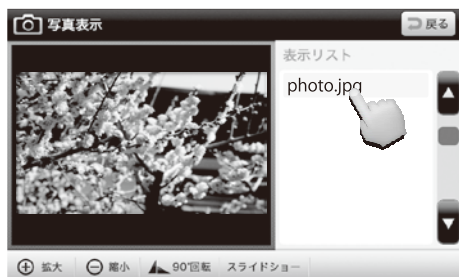 写真表示
戻る
表示リスト
photo.jpg
拡大
縮小
90°回転
スライドショー